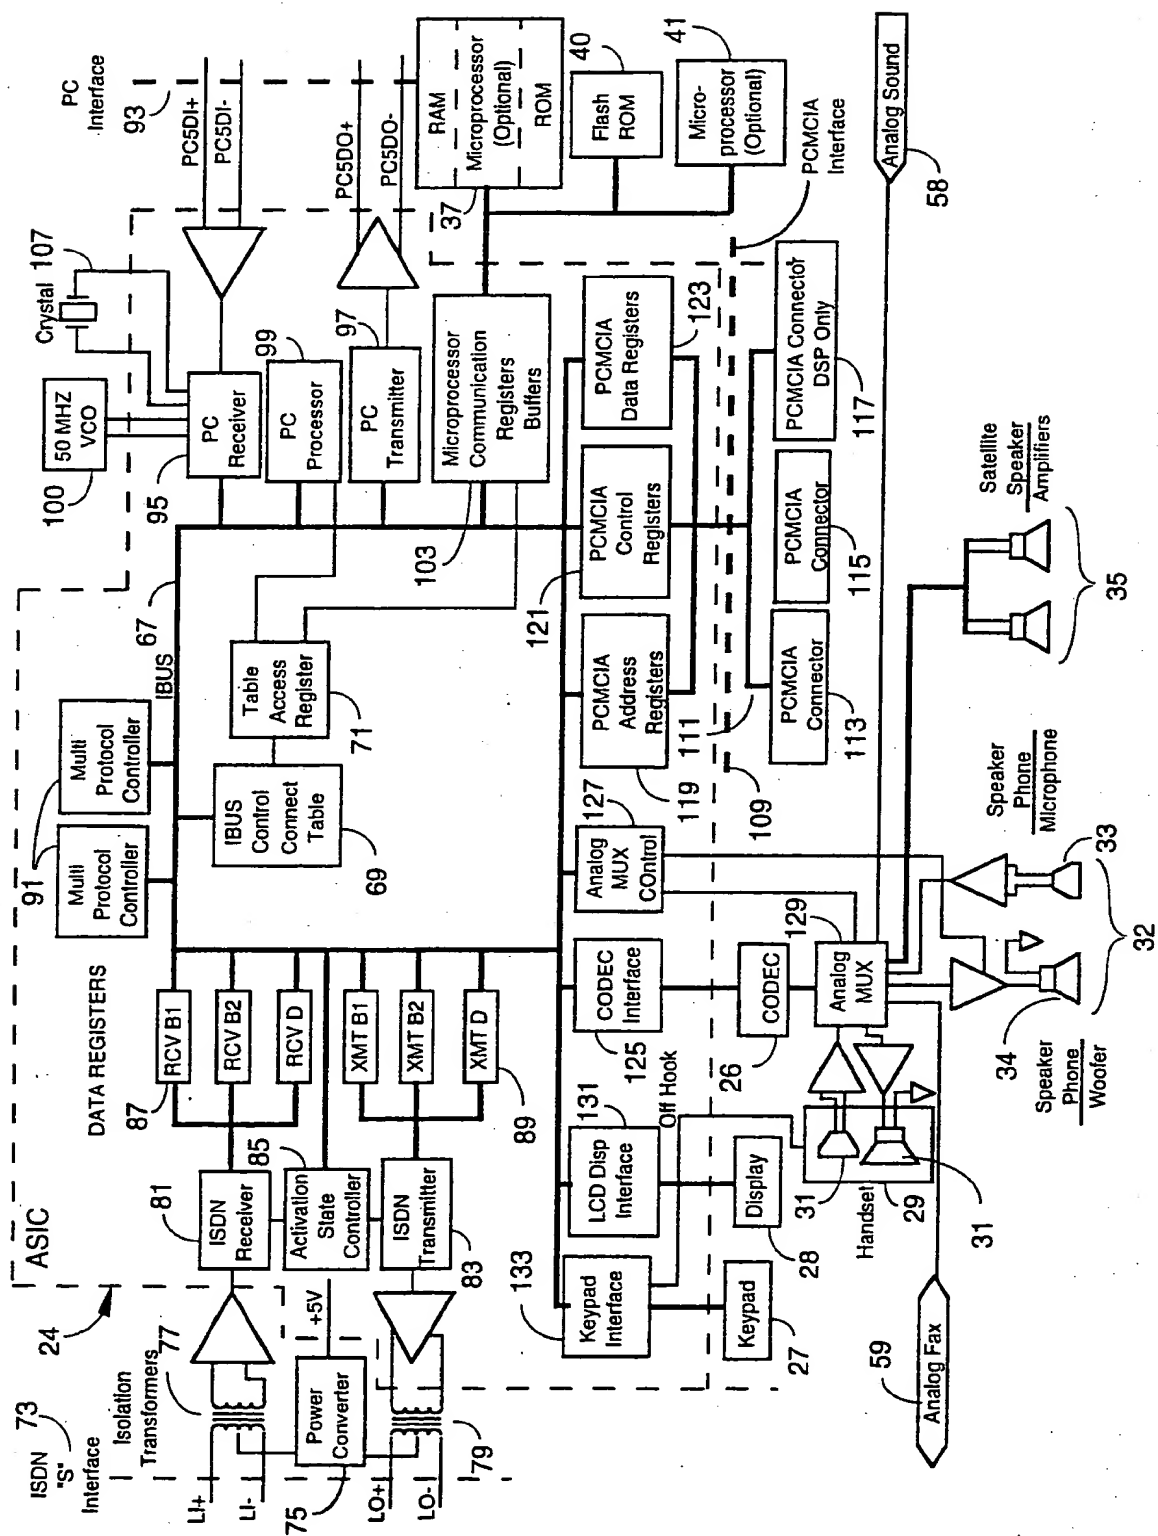 ISDN
"S"
Interface
73
24
ASIC
Isolation
Transformers
77
LI+
LI-
75
Power
Converter
+5V
LO+
LO-
79
81
ISDN
Receiver
85
Activation
State
Controller
ISDN
Transmitter
83
DATA REGISTERS
87
RCV B1
RCV B2
RCV D
XMT B1
XMT B2
XMT D
89
91
Multi
Protocol
Controller
Multi
Protocol
Controller
IBUS
67
IBUS
Control
Connect
Table
69
Table
Access
Register
71
100
50 MHZ
VCO
Crystal
107
95
PC
Receiver
99
PC
Processor
97
PC
Transmitter
103
Microprocessor
Communication
Registers
Buffers
PC
Interface
93
PC5DI+
PC5DI-
PC5DO+
PC5DO-
RAM
Microprocessor
(Optional)
ROM
37
Flash
ROM
40
Micro-
processor
(Optional)
41
133
Keypad
Interface
131
LCD Disp
Interface
Off Hook
CODEC
Interface
125
Analog
MUX
COntrol
127
PCMCIA
Address
Registers
119
121
PCMCIA
Control
Registers
PCMCIA
Data Registers
123
PCMCIA
Interface
109
111
PCMCIA
Connector
113
PCMCIA
Connector
115
PCMCIA Connector
DSP Only
117
Keypad
27
Display
28
CODEC
26
Analog
MUX
129
31
Handset
29
31
59
Analog Fax
Analog Sound
58
34
Speaker
Phone
Woofer
Speaker
Phone
Microphone
33
32
Satellite
Speaker
Amplifiers
35